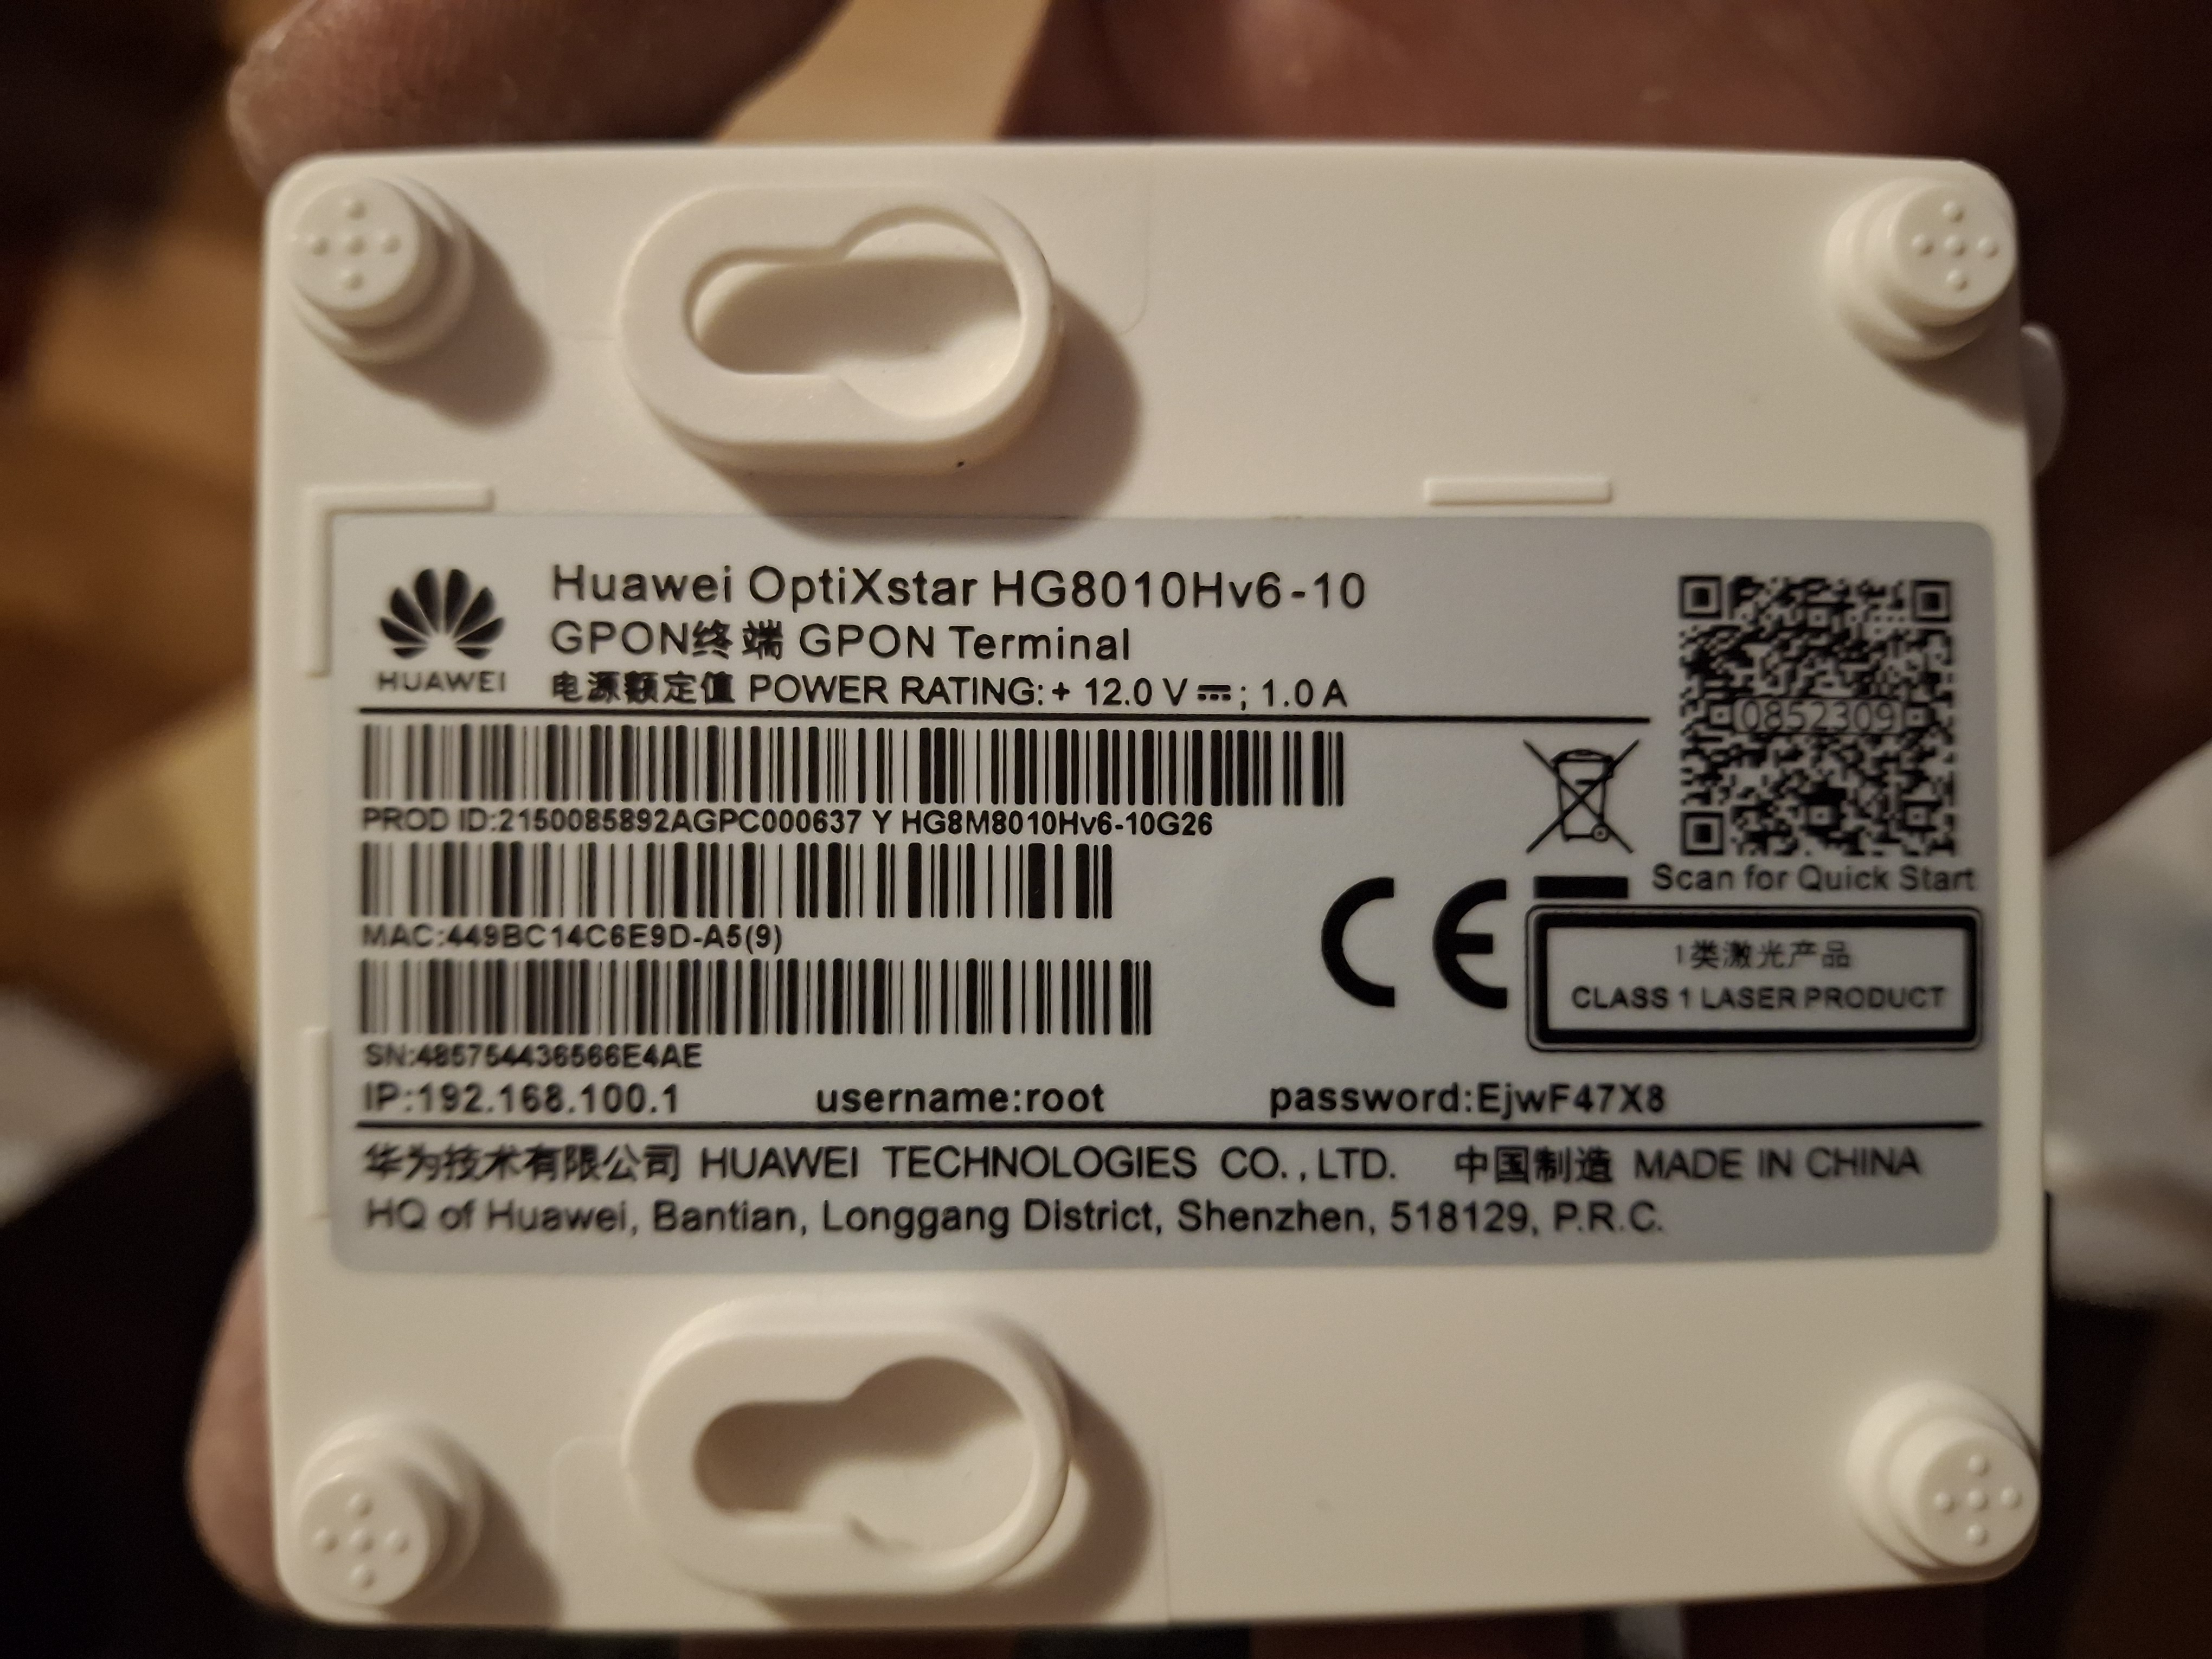 Huawei OptiXstar HG8010Hv6-10
GPON终端 GPON Terminal
HUAWEI
电源额定值 POWER RATING:+ 12.0 V ⎓; 1.0 A
0852309
PROD ID:2150085892AGPC000637 Y HG8M8010Hv6-10G26
Scan for Quick Start
MAC:449BC14C6E9D-A5(9)
CE
1类激光产品
CLASS 1 LASER PRODUCT
SN:485754436566E4AE
IP:192.168.100.1 username:root password:EjwF47X8
华为技术有限公司 HUAWEI TECHNOLOGIES CO.,LTD. 中国制造 MADE IN CHINA
HQ of Huawei, Bantian, Longgang District, Shenzhen, 518129, P.R.C.